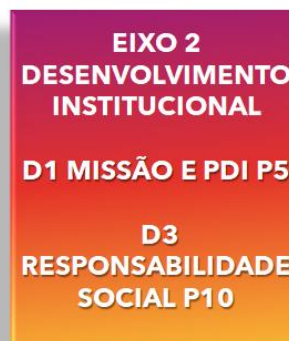 EIXO 2
DESENVOLVIMENTO
INSTITUCIONAL
D1 MISSÃO E PDI P5
D3
RESPONSABILIDADE
SOCIAL P10